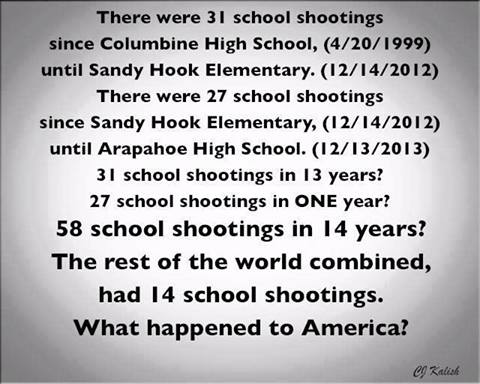 There were 31 school shootings
since Columbine High School, (4/20/1999)
until Sandy Hook Elementary. (12/14/2012)
There were 27 school shootings
since Sandy Hook Elementary, (12/14/2012)
until Arapahoe High School. (12/13/2013)
31 school shootings in 13 years?
27 school shootings in ONE year?
58 school shootings in 14 years?
The rest of the world combined,
had 14 school shootings.
What happened to America?
CJ Kalish